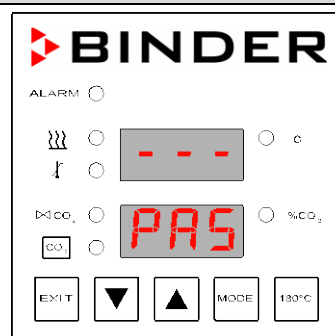 BINDER
ALARM
- - -
C
CO2
PAS
%CO2
CO2
EXIT
MODE
180°C